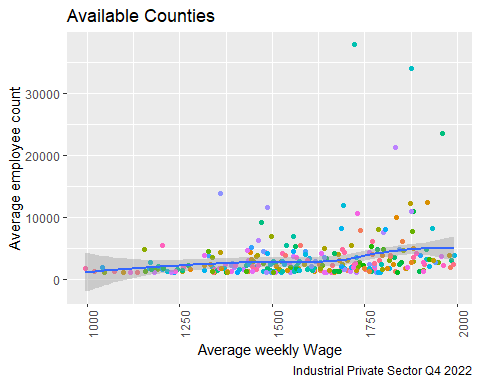 Available Counties
Average employee count
30000
20000
10000
0
1000
1250
1500
1750
2000
Average weekly Wage
Industrial Private Sector Q4 2022